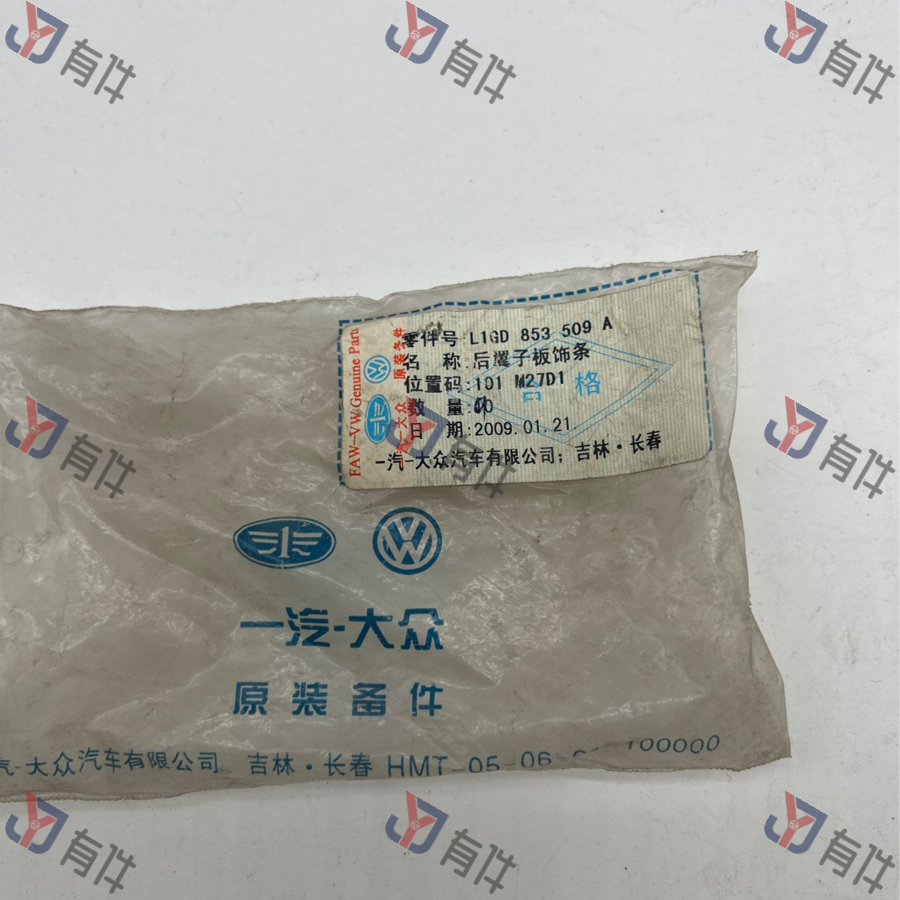 有件 有件 有件
FAW-VW Genuine Parts
一汽-大众
原装备件
零件号:L1GD 853 509 A
名 称:后翼子板饰条
位置码:101 M27D1
合格
数 量:
日 期:2009.01.21
一汽-大众汽车有限公司; 吉林·长春
有件 有件 有件
一汽-大众
原装备件
汽-大众汽车有限公司 吉林·长春 HMT-05-06- 100000
有件 有件 有件